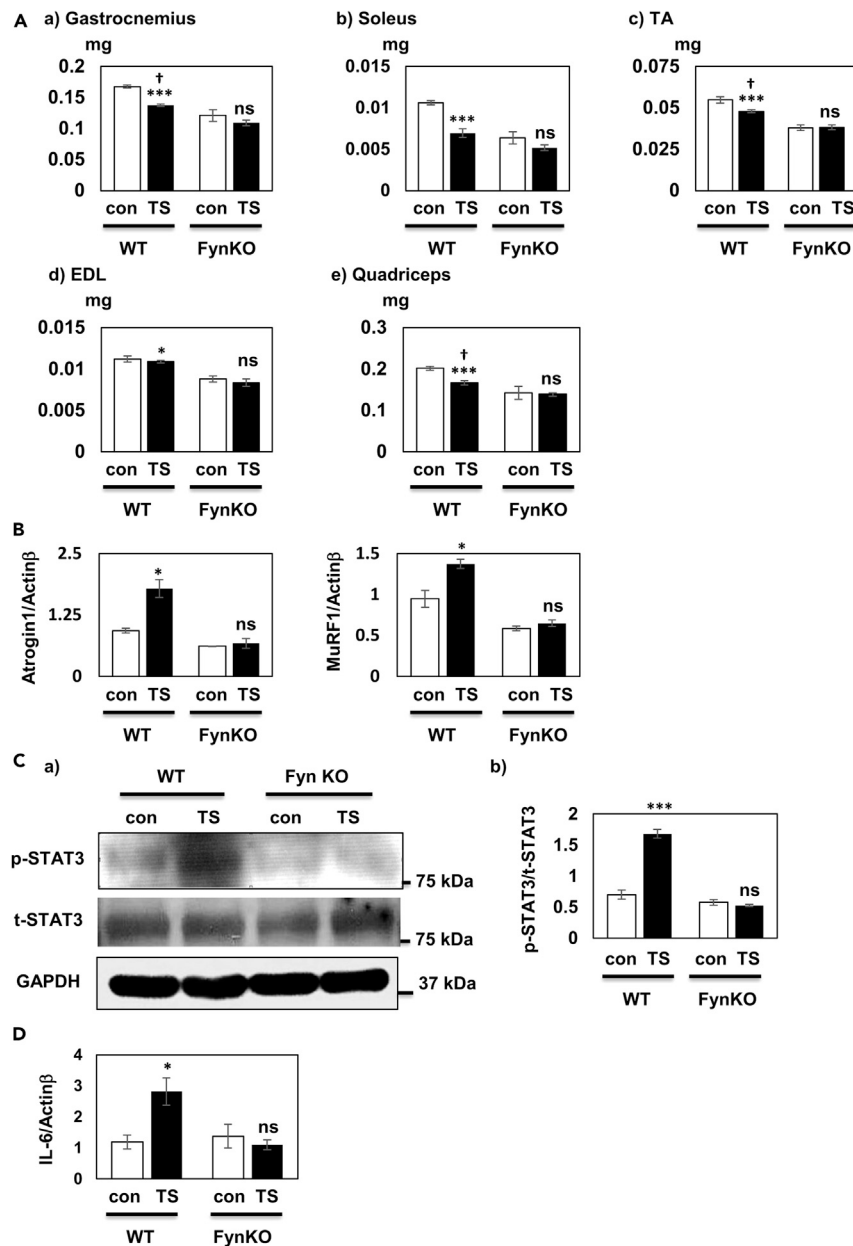 A
a) Gastrocnemius
mg
0.2
0.15
0.1
0.05
0
†
***
ns
con TS con TS
WT FynKO
b) Soleus
mg
0.015
0.01
0.005
0
***
ns
con TS con TS
WT FynKO
c) TA
mg
0.075
0.05
0.025
0
†
***
ns
con TS con TS
WT FynKO
d) EDL
mg
0.015
0.01
0.005
0
*
ns
con TS con TS
WT FynKO
e) Quadriceps
mg
0.3
0.2
0.1
0
†
***
ns
con TS con TS
WT FynKO
B
Atrogin1/Actinβ
2.5
1.25
0
*
ns
con TS con TS
WT FynKO
MuRF1/Actinβ
1.5
1
0.5
0
*
ns
con TS con TS
WT FynKO
C
a)
WT Fyn KO
con TS con TS
p-STAT3
75 kDa
t-STAT3
75 kDa
GAPDH
37 kDa
b)
p-STAT3/t-STAT3
2
1.5
1
0.5
0
***
ns
con TS con TS
WT FynKO
D
IL-6/Actinβ
4
3
2
1
0
*
ns
con TS con TS
WT FynKO